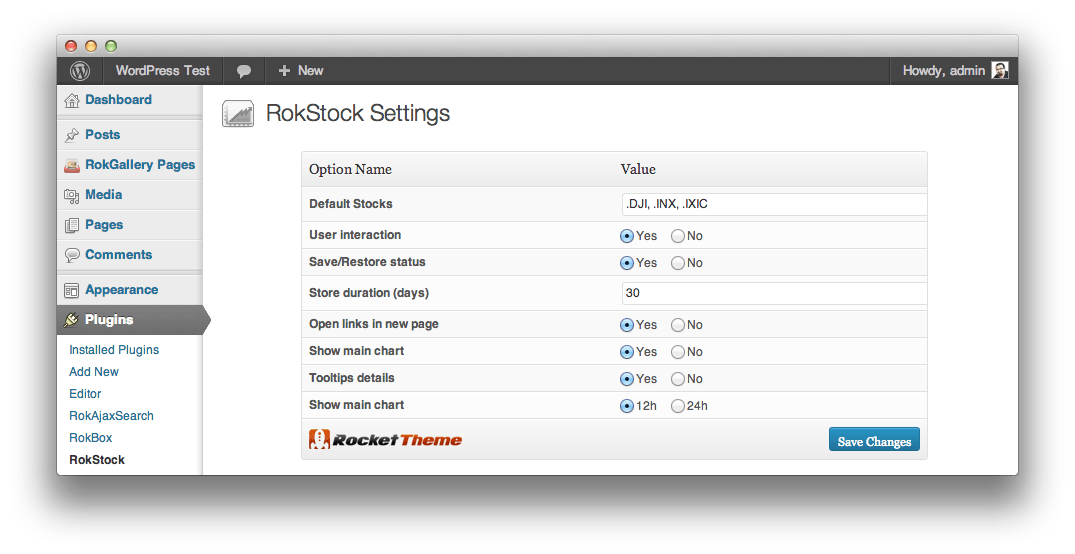 WordPress Test
New
Howdy, admin
Dashboard
Posts
RokGallery Pages
Media
Pages
Comments
Appearance
Plugins
Installed Plugins
Add New
Editor
RokAjaxSearch
RokBox
RokStock
RokStock Settings
Option Name Value
Default Stocks .DJI, .INX, .IXIC
User interaction Yes No
Save/Restore status Yes No
Store duration (days) 30
Open links in new page Yes No
Show main chart Yes No
Tooltips details Yes No
Show main chart 12h 24h
RocketTheme Save Changes